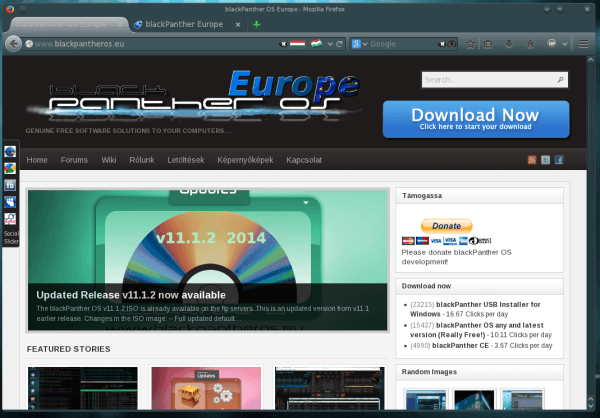 blackPanther OS Europe - Mozilla Firefox
blackPanther OS Europe
blackPanther Europe
www.blackpantheros.eu
Google
black
panther os
Europe
GENUINE FREE SOFTWARE SOLUTIONS TO YOUR COMPUTERS....
Search...
Download Now
Click here to start your download
Home
Forums
Wiki
Rólunk
Letöltések
Képernyőképek
Kapcsolat
Social
Slider
Updates
v11.1.2 2014
Updated Release v11.1.2 now available
The blackPanther OS v11.1.2 ISO is already available on the ftp servers. This is an updated version from v11.1
earlier release. Changes in the ISO image: – Full updated default
www.blackpantheros.eu
FEATURED STORIES
Updates
Támogassa
Donate
VISA
Please donate blackPanther OS
development!
Download now
(23215) blackPanther USB Installer for
Windows - 16.67 Clicks per day
(15437) blackPanther OS any and latest
version (Really Free!) - 10.11 Clicks per day
(4990) blackPanther CE - 3.67 Clicks per day
Random Images